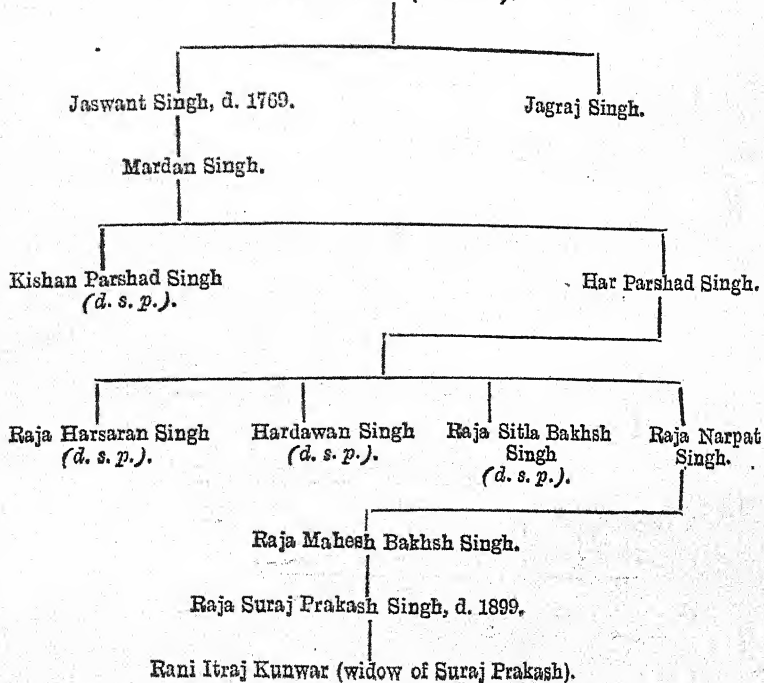 Jaswant Singh, d. 1769.
Jagraj Singh.
Mardan Singh.
Kishan Parshad Singh
(d. s. p.).
Har Parshad Singh.
Raja Harsaran Singh
(d. s. p.).
Hardawan Singh
(d. s. p.).
Raja Sitla Bakhsh
Singh
(d. s. p.).
Raja Narpat
Singh.
Raja Mahesh Bakhsh Singh.
Raja Suraj Prakash Singh, d. 1899.
Rani Itraj Kunwar (widow of Suraj Prakash).